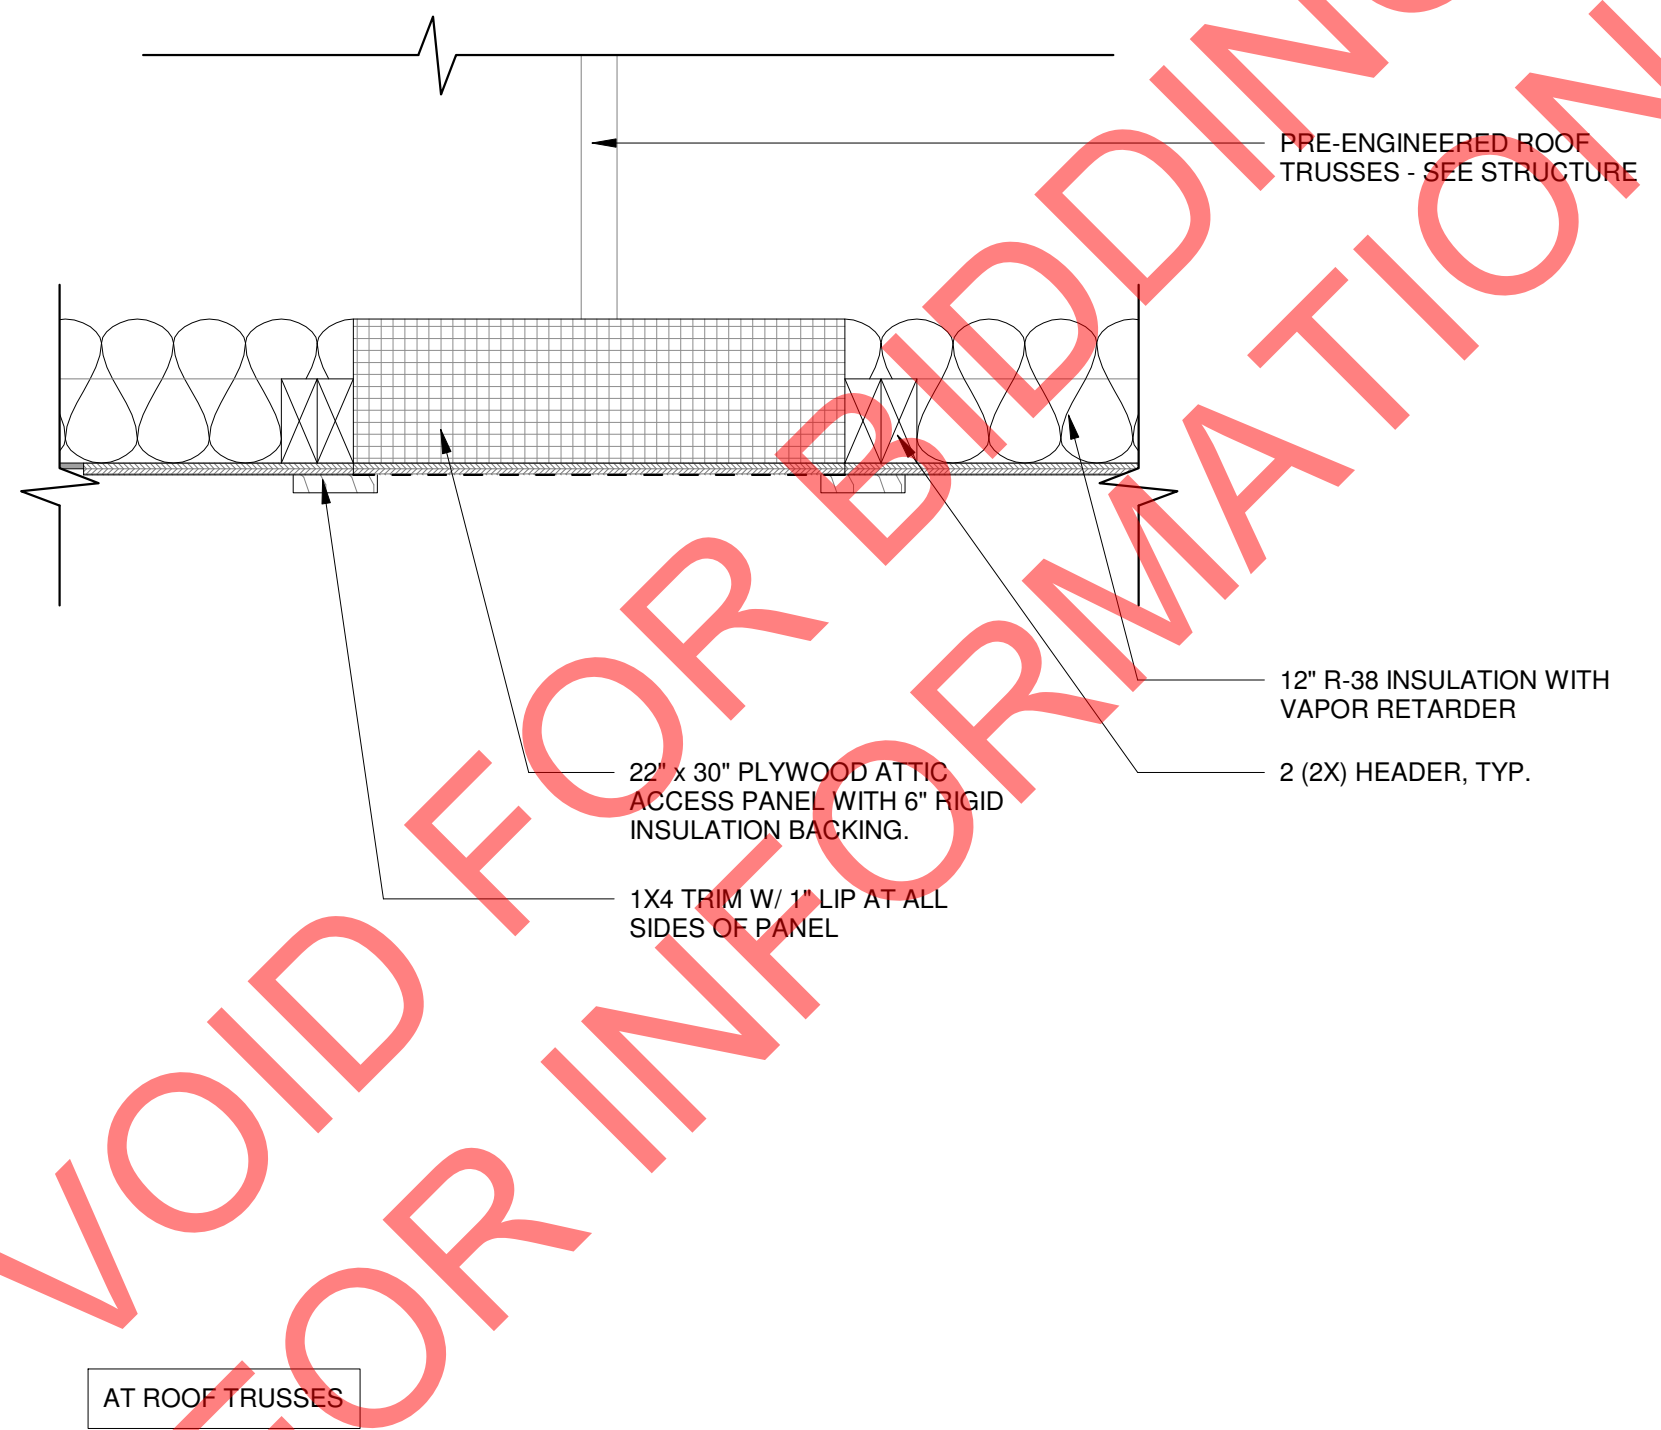 PRE-ENGINEERED ROOF
TRUSSES - SEE STRUCTURE
12" R-38 INSULATION WITH
VAPOR RETARDER
2 (2X) HEADER, TYP.
22" x 30" PLYWOOD ATTIC
ACCESS PANEL WITH 6" RIGID
INSULATION BACKING.
1X4 TRIM W/ 1" LIP AT ALL
SIDES OF PANEL
VOID FOR BIDDING
FOR INFORMATION
AT ROOF TRUSSES